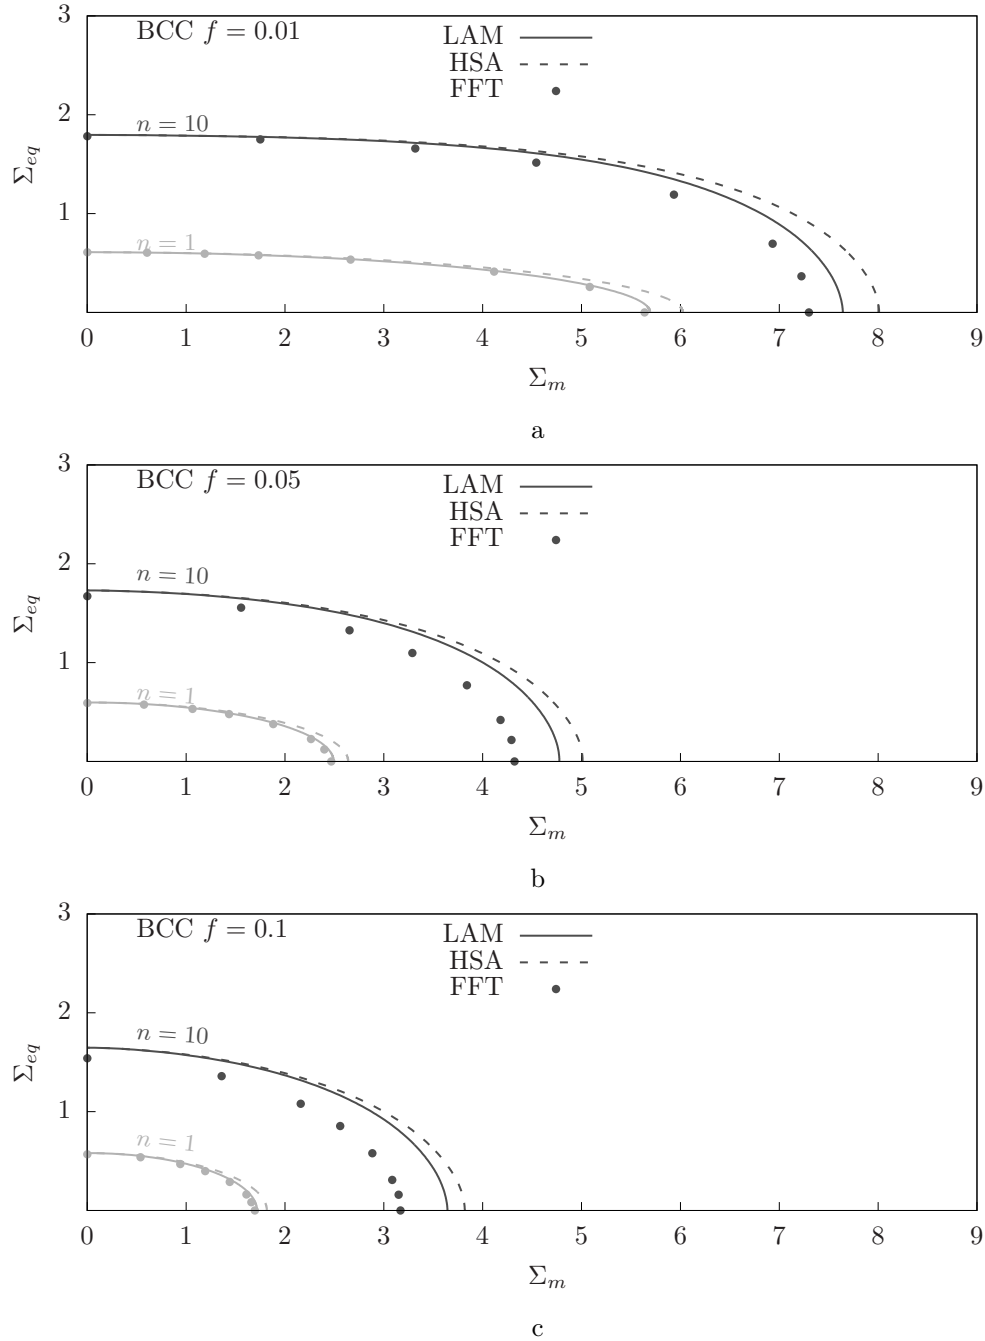 BCC f = 0.01
LAM
HSA
FFT
n = 10
n = 1
Σeq
3
2
1
0 1 2 3 4 5 6 7 8 9
Σm
a
BCC f = 0.05
LAM
HSA
FFT
n = 10
n = 1
Σeq
3
2
1
0 1 2 3 4 5 6 7 8 9
Σm
b
BCC f = 0.1
LAM
HSA
FFT
n = 10
n = 1
Σeq
3
2
1
0 1 2 3 4 5 6 7 8 9
Σm
c